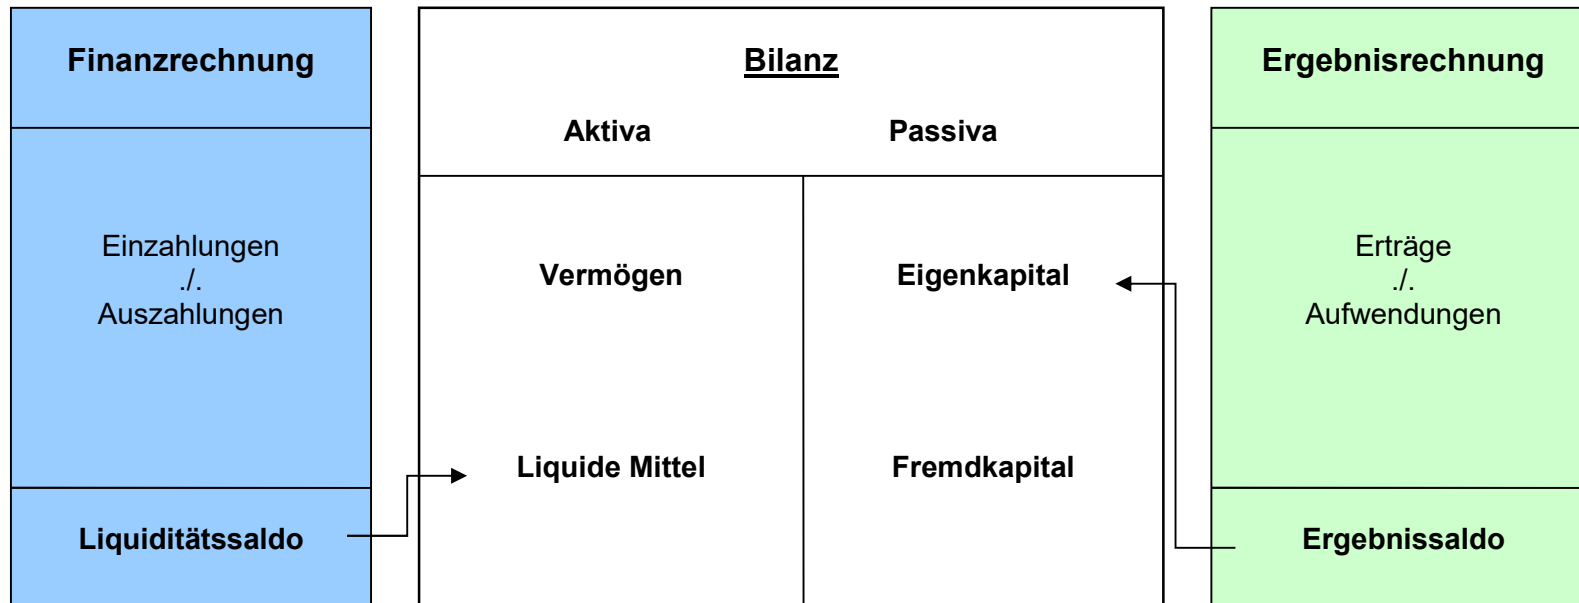 Finanzrechnung
Einzahlungen
./.
Auszahlungen
Liquiditätssaldo
Bilanz
Aktiva Passiva
Vermögen Eigenkapital
Liquide Mittel Fremdkapital
Ergebnisrechnung
Erträge
./.
Aufwendungen
Ergebnissaldo